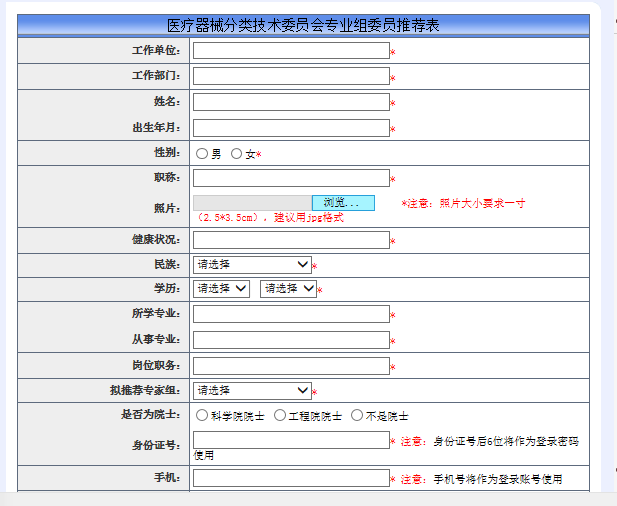 医疗器械分类技术委员会专业组委员推荐表
工作单位：*
工作部门：*
姓名：*
出生年月：*
性别：男 女*
职称：*
照片：浏览... *注意：照片大小要求一寸
（2.5*3.5cm），建议用jpg格式
健康状况：*
民族：请选择*
学历：请选择 请选择*
所学专业：*
从事专业：*
岗位职务：*
拟推荐专家组：请选择*
是否为院士：科学院院士 工程院院士 不是院士
身份证号：* 注意：身份证号后6位将作为登录密码
使用
手机：* 注意：手机号将作为登录账号使用